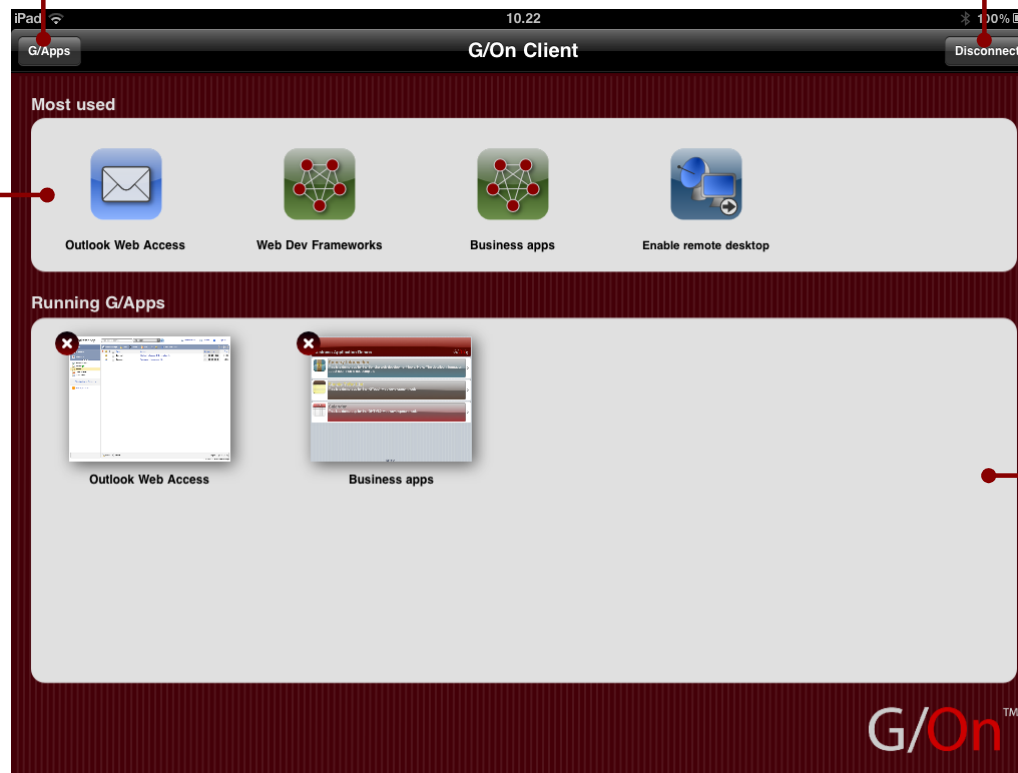 iPad 10.22 100%
G/Apps G/On Client Disconnect
Most used
Outlook Web Access Web Dev Frameworks Business apps Enable remote desktop
Running G/Apps
Outlook Web Access Business apps
G/On™